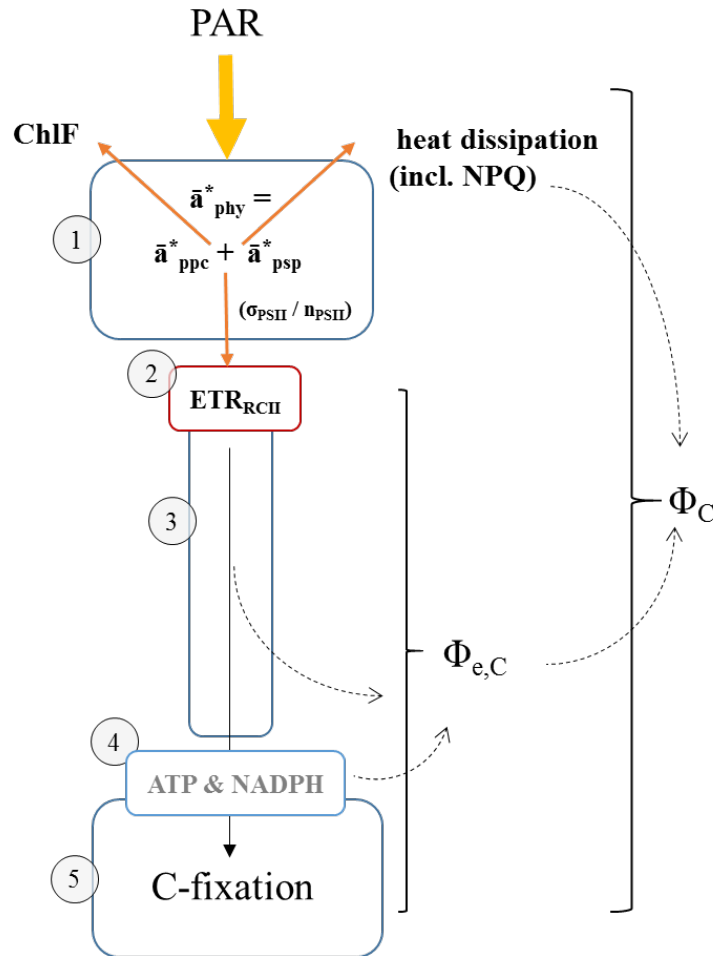 PAR
ChlF
heat dissipation
(incl. NPQ)
ā*phy =
1
ā*ppc + ā*psp
(σPSII / nPSII)
2
ETRRCII
3
ΦC
Φe,C
4
ATP & NADPH
5
C-fixation